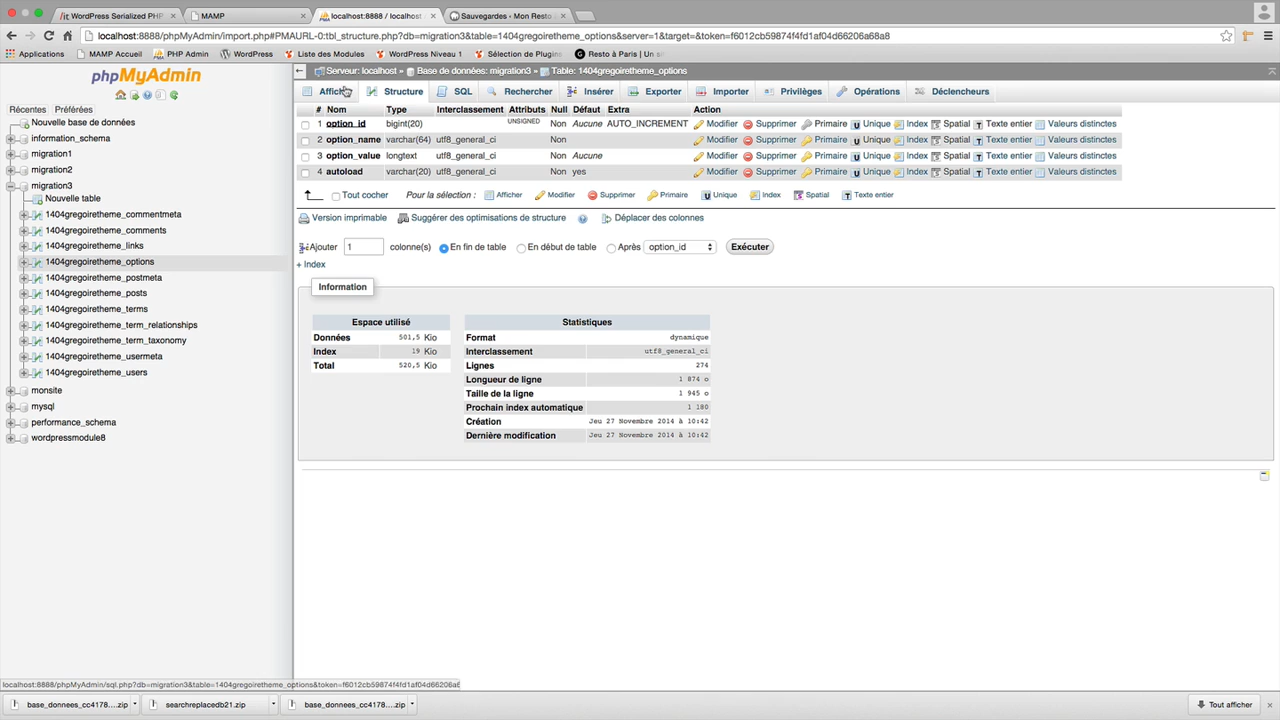 /it WordPress Serialized PHP
MAMP
localhost:8888 / localhost
Sauvegardes - Mon Resto
localhost:8888/phpMyAdmin/import.php#PMAURL-0:tbl_structure.php?db=migration3&table=1404gregoiretheme_options&server=1&target=&token=f6012cb59874f4fd1af04d66206a68a8
Applications
MAMP Accueil
PHP Admin
WordPress
Liste des Modules
WordPress Niveau 1
Sélection de Plugins
Resto à Paris | Un si
phpMyAdmin
Récentes Préférées
Nouvelle base de données
information_schema
migration1
migration2
migration3
Nouvelle table
1404gregoiretheme_commentmeta
1404gregoiretheme_comments
1404gregoiretheme_links
1404gregoiretheme_options
1404gregoiretheme_postmeta
1404gregoiretheme_posts
1404gregoiretheme_terms
1404gregoiretheme_term_relationships
1404gregoiretheme_term_taxonomy
1404gregoiretheme_usermeta
1404gregoiretheme_users
monsite
mysql
performance_schema
wordpressmodule8
Serveur: localhost » Base de données: migration3 » Table: 1404gregoiretheme_options
Afficher Structure SQL Rechercher Insérer Exporter Importer Privilèges Opérations Déclencheurs
# Nom Type Interclassement Attributs Null Défaut Extra Action
1 option_id bigint(20) UNSIGNED Non Aucune AUTO_INCREMENT Modifier Supprimer Primaire Unique Index Spatial Texte entier Valeurs distinctes
2 option_name varchar(64) utf8_general_ci Non Modifier Supprimer Primaire Unique Index Spatial Texte entier Valeurs distinctes
3 option_value longtext utf8_general_ci Non Aucune Modifier Supprimer Primaire Unique Index Spatial Texte entier Valeurs distinctes
4 autoload varchar(20) utf8_general_ci Non yes Modifier Supprimer Primaire Unique Index Spatial Texte entier Valeurs distinctes
Tout cocher Pour la sélection : Afficher Modifier Supprimer Primaire Unique Index Spatial Texte entier
Version imprimable Suggérer des optimisations de structure Déplacer des colonnes
Ajouter 1 colonne(s) En fin de table En début de table Après option_id Exécuter
+ Index
Information
Espace utilisé
Données 501,5 Kio
Index 19 Kio
Total 520,5 Kio
Statistiques
Format dynamique
Interclassement utf8_general_ci
Lignes 274
Longueur de ligne 1 874 o
Taille de la ligne 1 945 o
Prochain index automatique 1 180
Création Jeu 27 Novembre 2014 à 10:42
Dernière modification Jeu 27 Novembre 2014 à 10:42
localhost:8888/phpMyAdmin/sql.php?db=migration3&table=1404gregoiretheme_options&token=f6012cb59874f4fd1af04d66206a6
base_donnees_cc4178....zip
searchreplacedb21.zip
base_donnees_cc4178....zip
Tout afficher